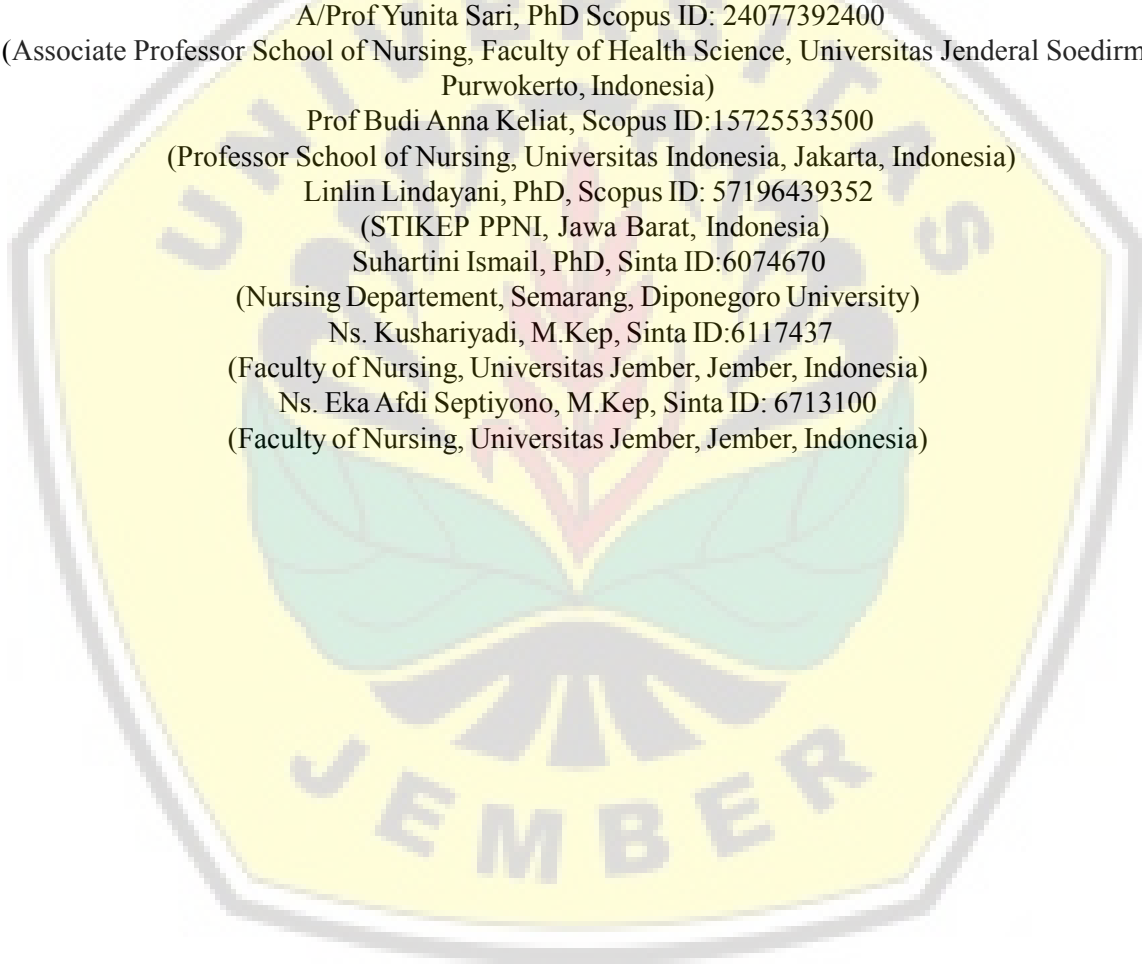 A/Prof Yunita Sari, PhD Scopus ID: 24077392400
(Associate Professor School of Nursing, Faculty of Health Science, Universitas Jenderal Soedirm
Purwokerto, Indonesia)
Prof Budi Anna Keliat, Scopus ID:15725533500
(Professor School of Nursing, Universitas Indonesia, Jakarta, Indonesia)
Linlin Lindayani, PhD, Scopus ID: 57196439352
(STIKEP PPNI, Jawa Barat, Indonesia)
Suhartini Ismail, PhD, Sinta ID:6074670
(Nursing Departement, Semarang, Diponegoro University)
Ns. Kushariyadi, M.Kep, Sinta ID:6117437
(Faculty of Nursing, Universitas Jember, Jember, Indonesia)
Ns. Eka Afdi Septiyono, M.Kep, Sinta ID: 6713100
(Faculty of Nursing, Universitas Jember, Jember, Indonesia)
UNIVERSITAS
JEMBER